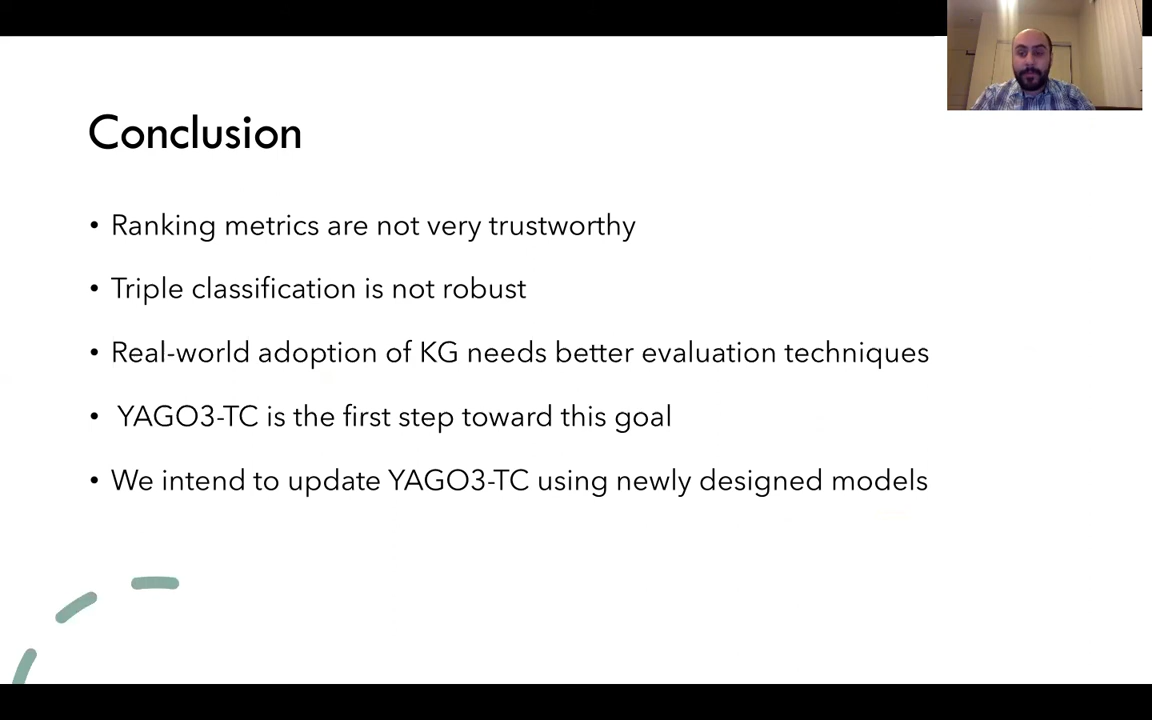 Conclusion
• Ranking metrics are not very trustworthy
• Triple classification is not robust
• Real-world adoption of KG needs better evaluation techniques
• YAGO3-TC is the first step toward this goal
• We intend to update YAGO3-TC using newly designed models